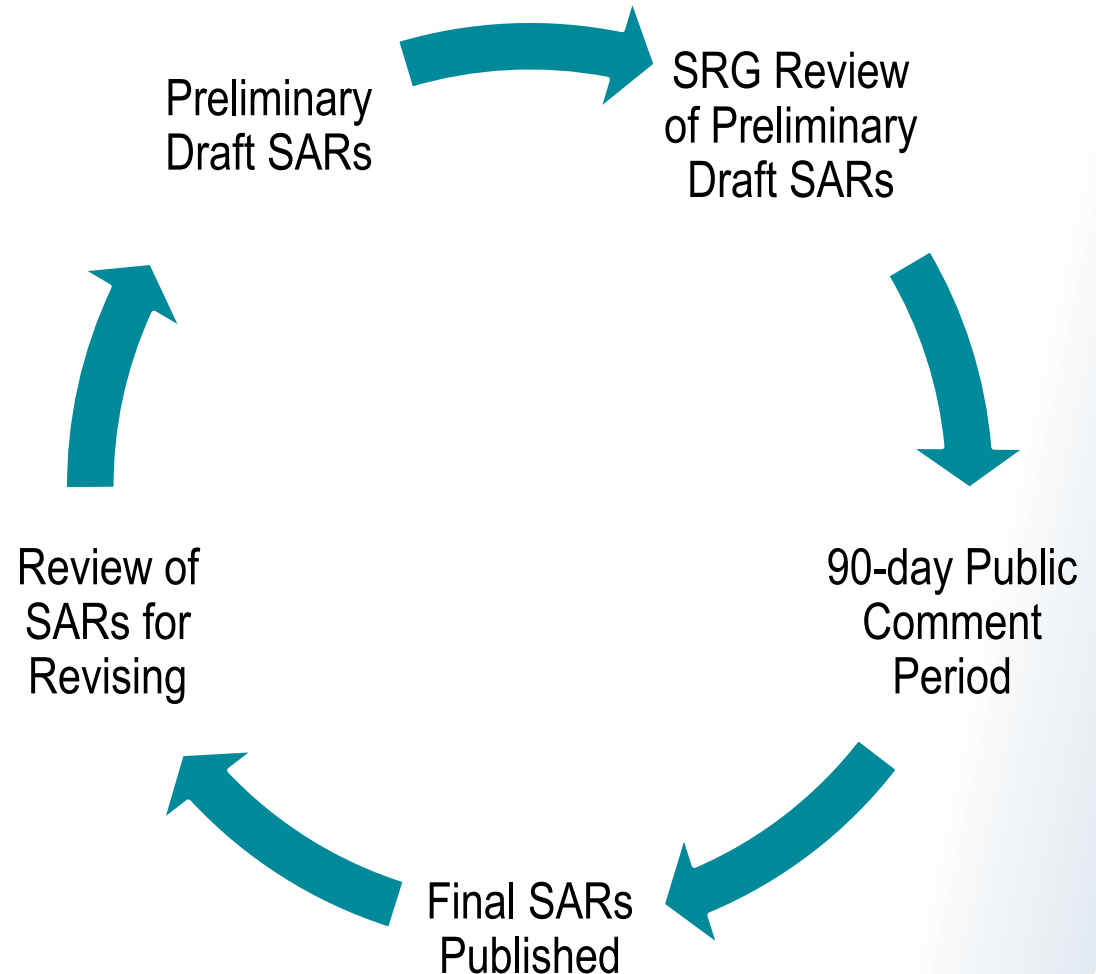 Preliminary
Draft SARs
SRG Review
of Preliminary
Draft SARs
90-day Public
Comment
Period
Final SARs
Published
Review of
SARs for
Revising